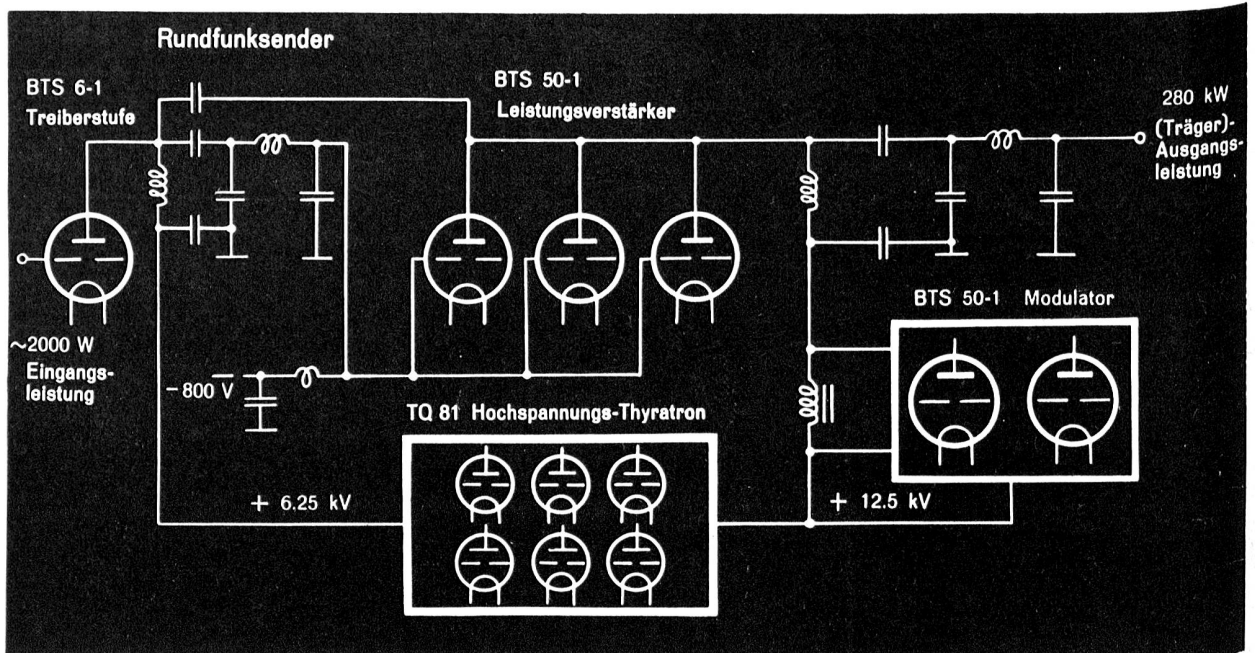 Rundfunksender
BTS 6-1
Treiberstufe
BTS 50-1
Leistungsverstärker
280 kW
(Träger)-
Ausgangs-
leistung
~2000 W
Eingangs-
leistung
BTS 50-1 Modulator
- 800 V
TQ 81 Hochspannungs-Thyratron
+ 6.25 kV
+ 12.5 kV